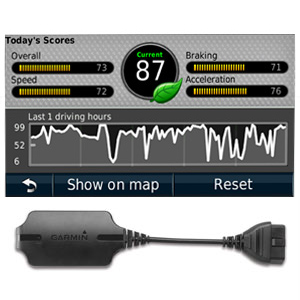 Today's Scores
Overall
73
Current
87
Braking
71
Speed
72
Acceleration
76
Last 1 driving hours
99
52
6
Show on map
Reset
GARMIN